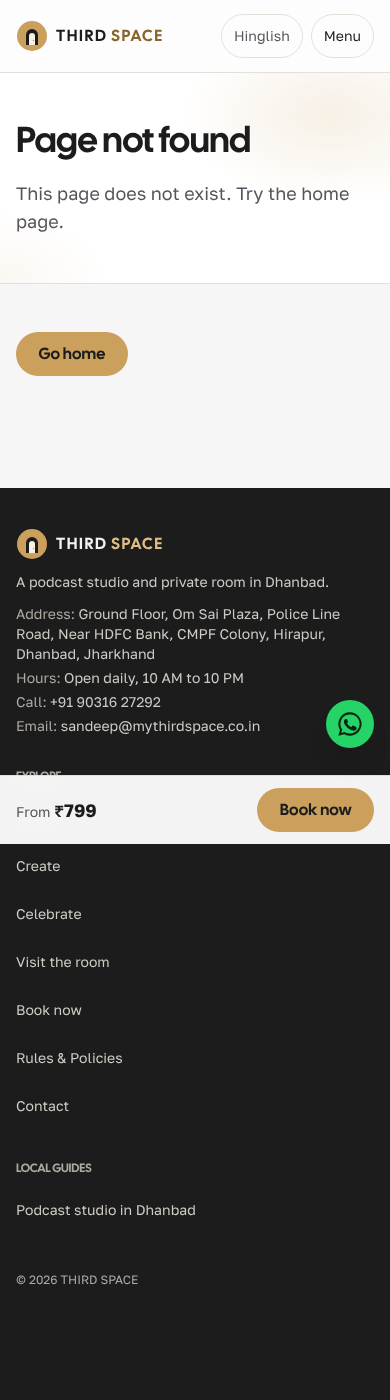 THIRD SPACE
Hinglish
Menu
Page not found
This page does not exist. Try the home
page.
Go home
THIRD SPACE
A podcast studio and private room in Dhanbad.
Address: Ground Floor, Om Sai Plaza, Police Line
Road, Near HDFC Bank, CMPF Colony, Hirapur,
Dhanbad, Jharkhand
Hours: Open daily, 10 AM to 10 PM
Call: +91 90316 27292
Email: sandeep@mythirdspace.co.in
EXPLORE
From ₹799
Book now
Create
Celebrate
Visit the room
Book now
Rules & Policies
Contact
LOCAL GUIDES
Podcast studio in Dhanbad
© 2026 THIRD SPACE